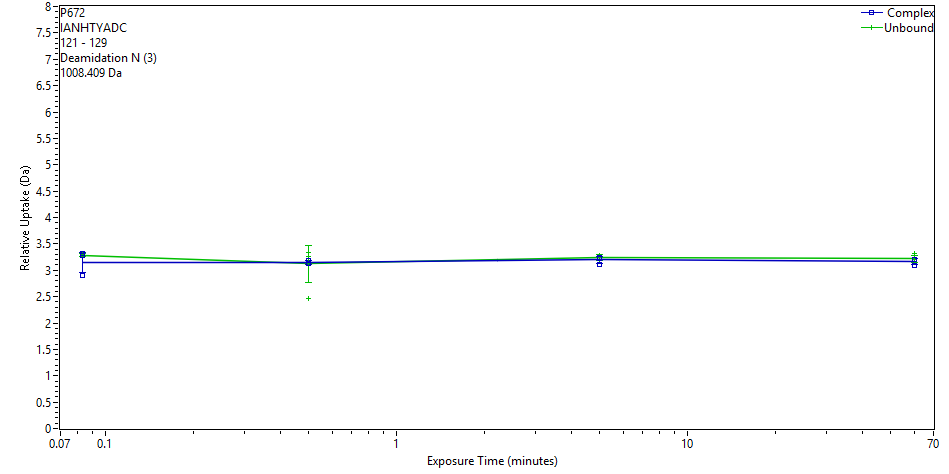 P672
IANHTYADC
121 - 129
Deamidation N (3)
1008.409 Da
Complex
Unbound
8
7.5
7
6.5
6
5.5
5
4.5
4
3.5
3
2.5
2
1.5
1
0.5
0
Relative Uptake (Da)
0.07 0.1 1 10 70
Exposure Time (minutes)